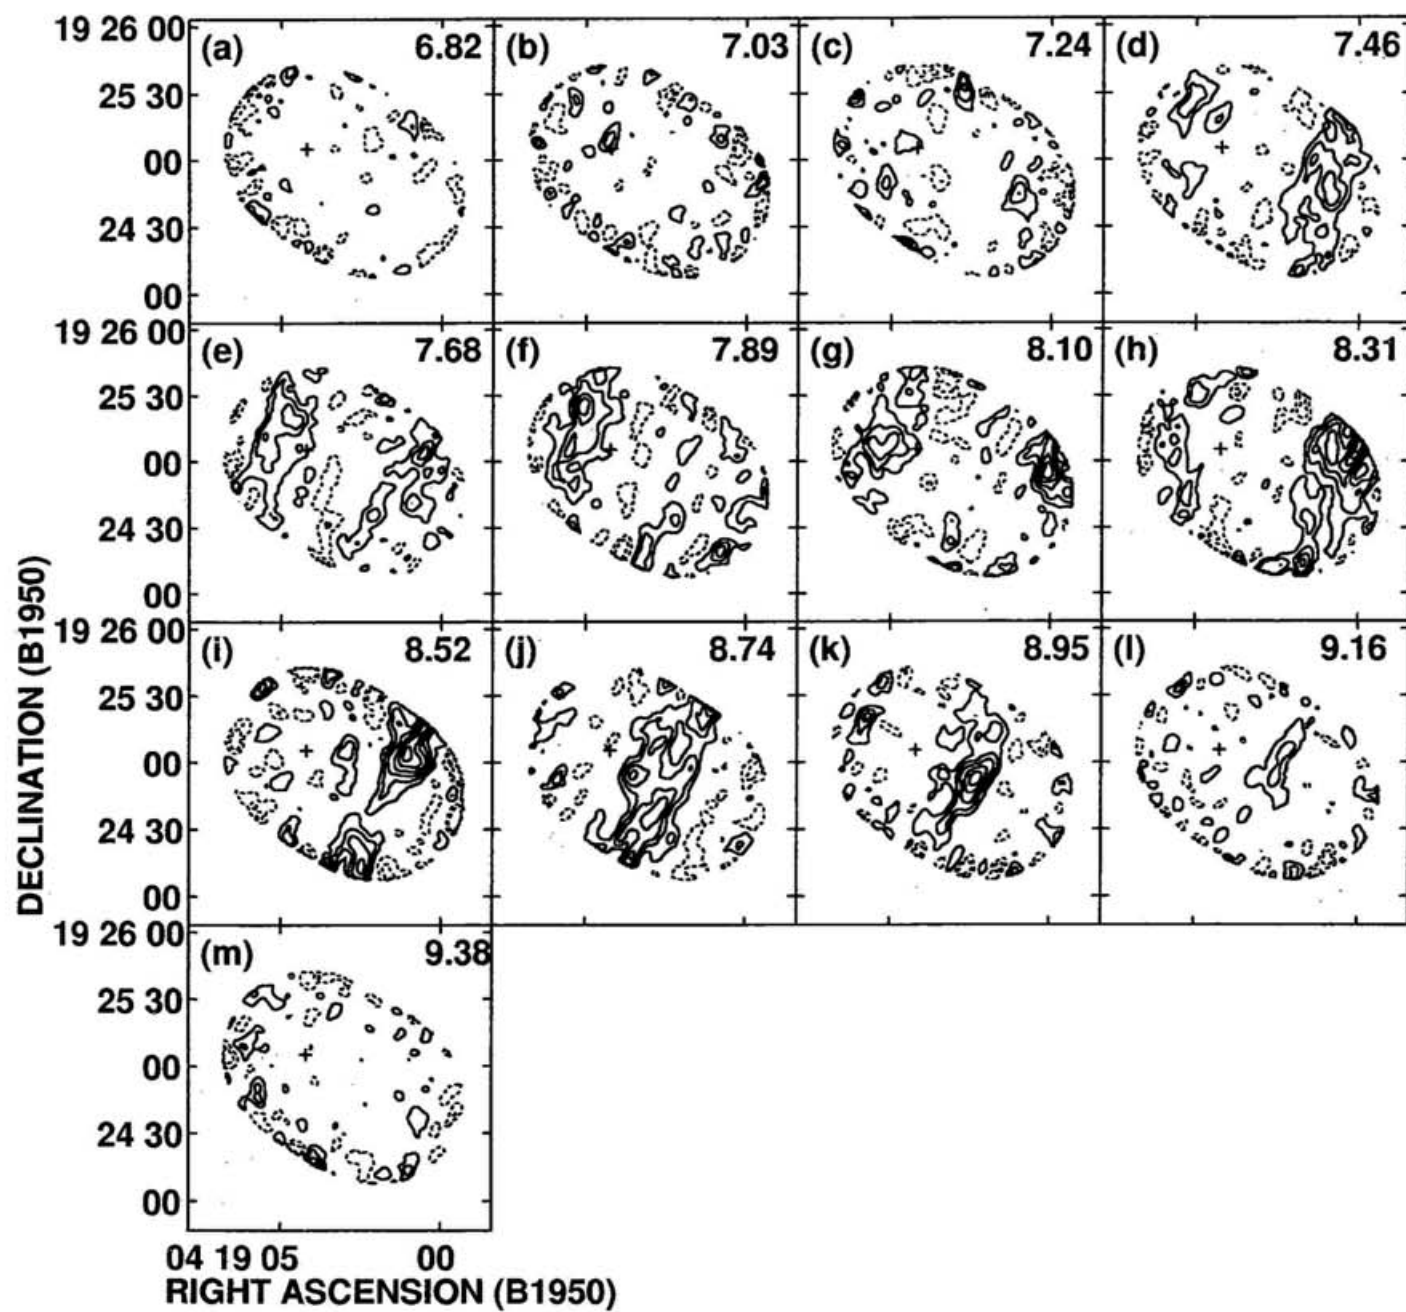 19 26 00
(a) 6.82
(b) 7.03
(c) 7.24
(d) 7.46
25 30
00
24 30
00
19 26 00
(e) 7.68
(f) 7.89
(g) 8.10
(h) 8.31
25 30
00
24 30
00
19 26 00
(i) 8.52
(j) 8.74
(k) 8.95
(l) 9.16
25 30
00
24 30
00
19 26 00
(m) 9.38
25 30
00
24 30
00
DECLINATION (B1950)
04 19 05 00
RIGHT ASCENSION (B1950)